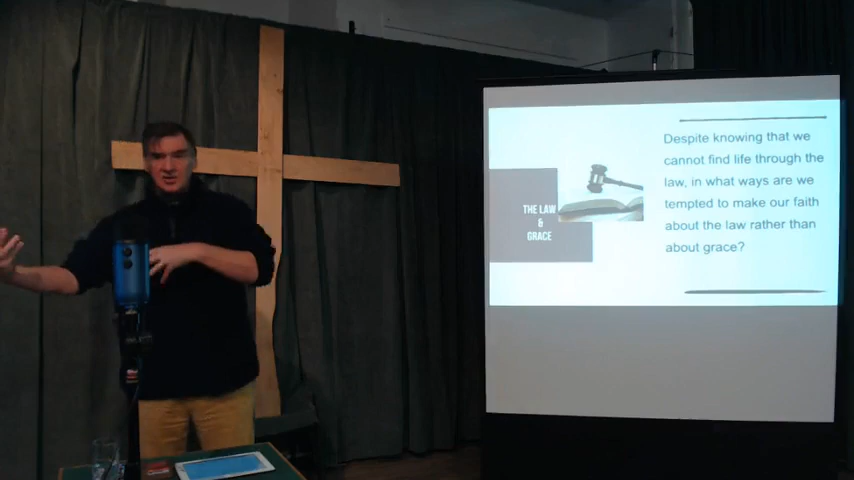 THE LAW
&
GRACE
Despite knowing that we
cannot find life through the
law, in what ways are we
tempted to make our faith
about the law rather than
about grace?